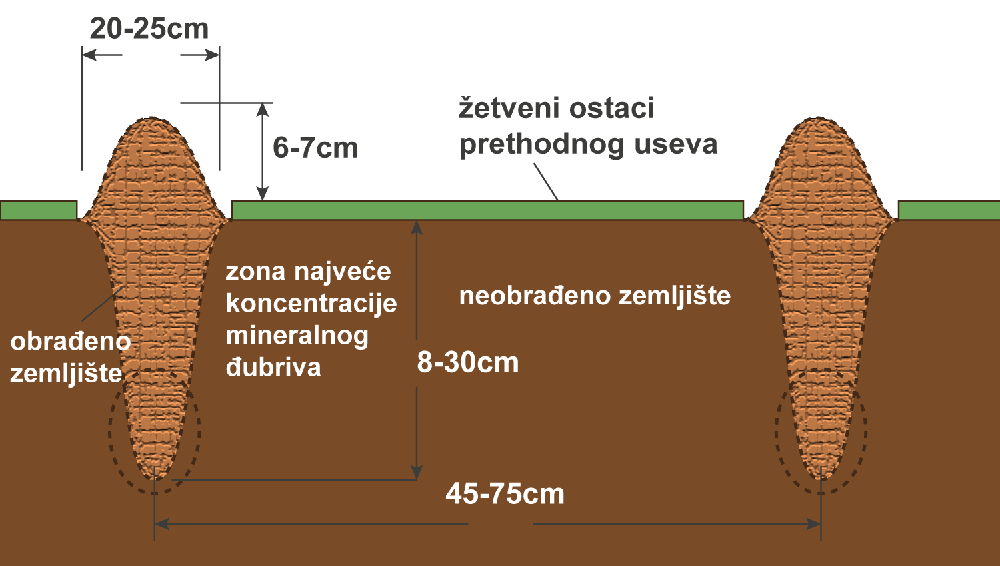 20-25cm
6-7cm
žetveni ostaci
prethodnog useva
zona najveće
koncentracije
mineralnog
đubriva
neobrađeno zemljište
obrađeno
zemljište
8-30cm
45-75cm